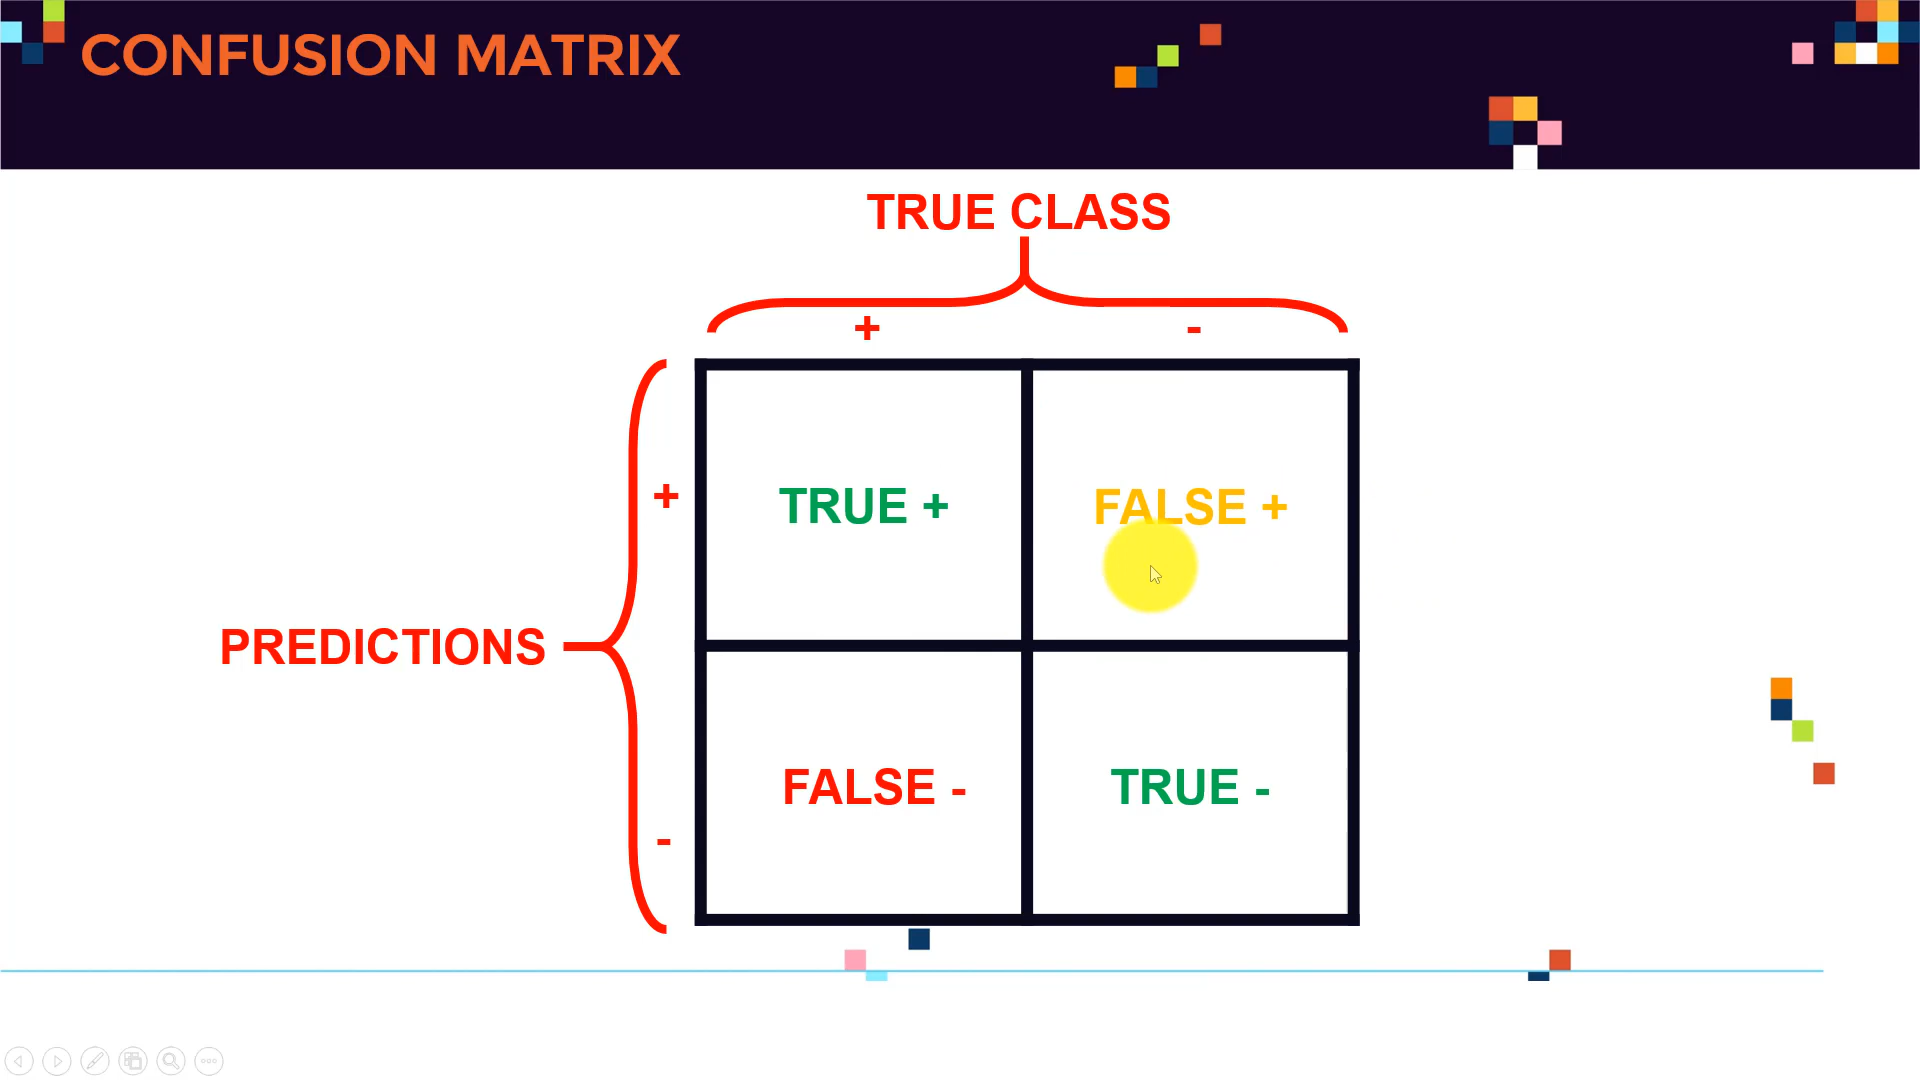 CONFUSION MATRIX
TRUE CLASS
+ -
+
TRUE + FALSE +
PREDICTIONS
FALSE - TRUE -
-